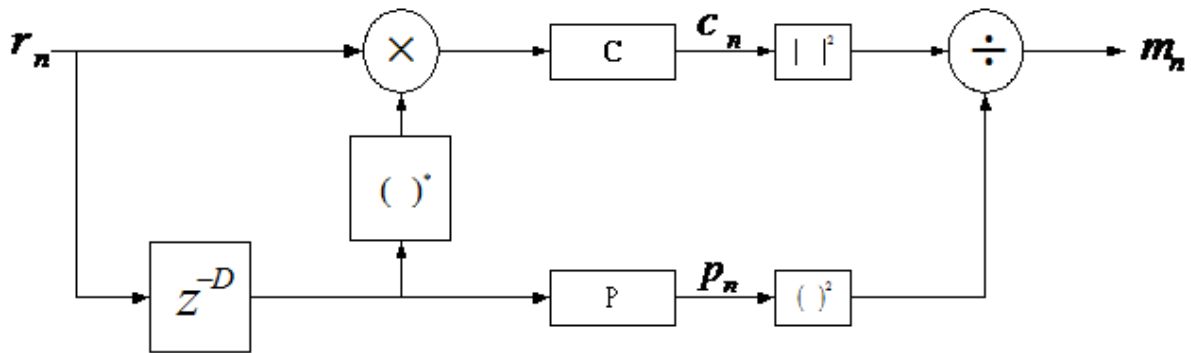 r_n × C c_n | |² ÷ m_n
( )*
z^{-D} P p_n ( )²